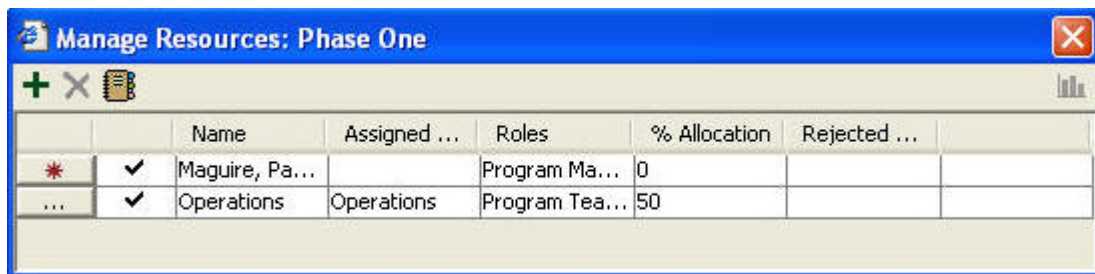 Manage Resources: Phase One
Name Assigned ... Roles % Allocation Rejected ...
Maguire, Pa... Program Ma... 0
... Operations Operations Program Tea... 50